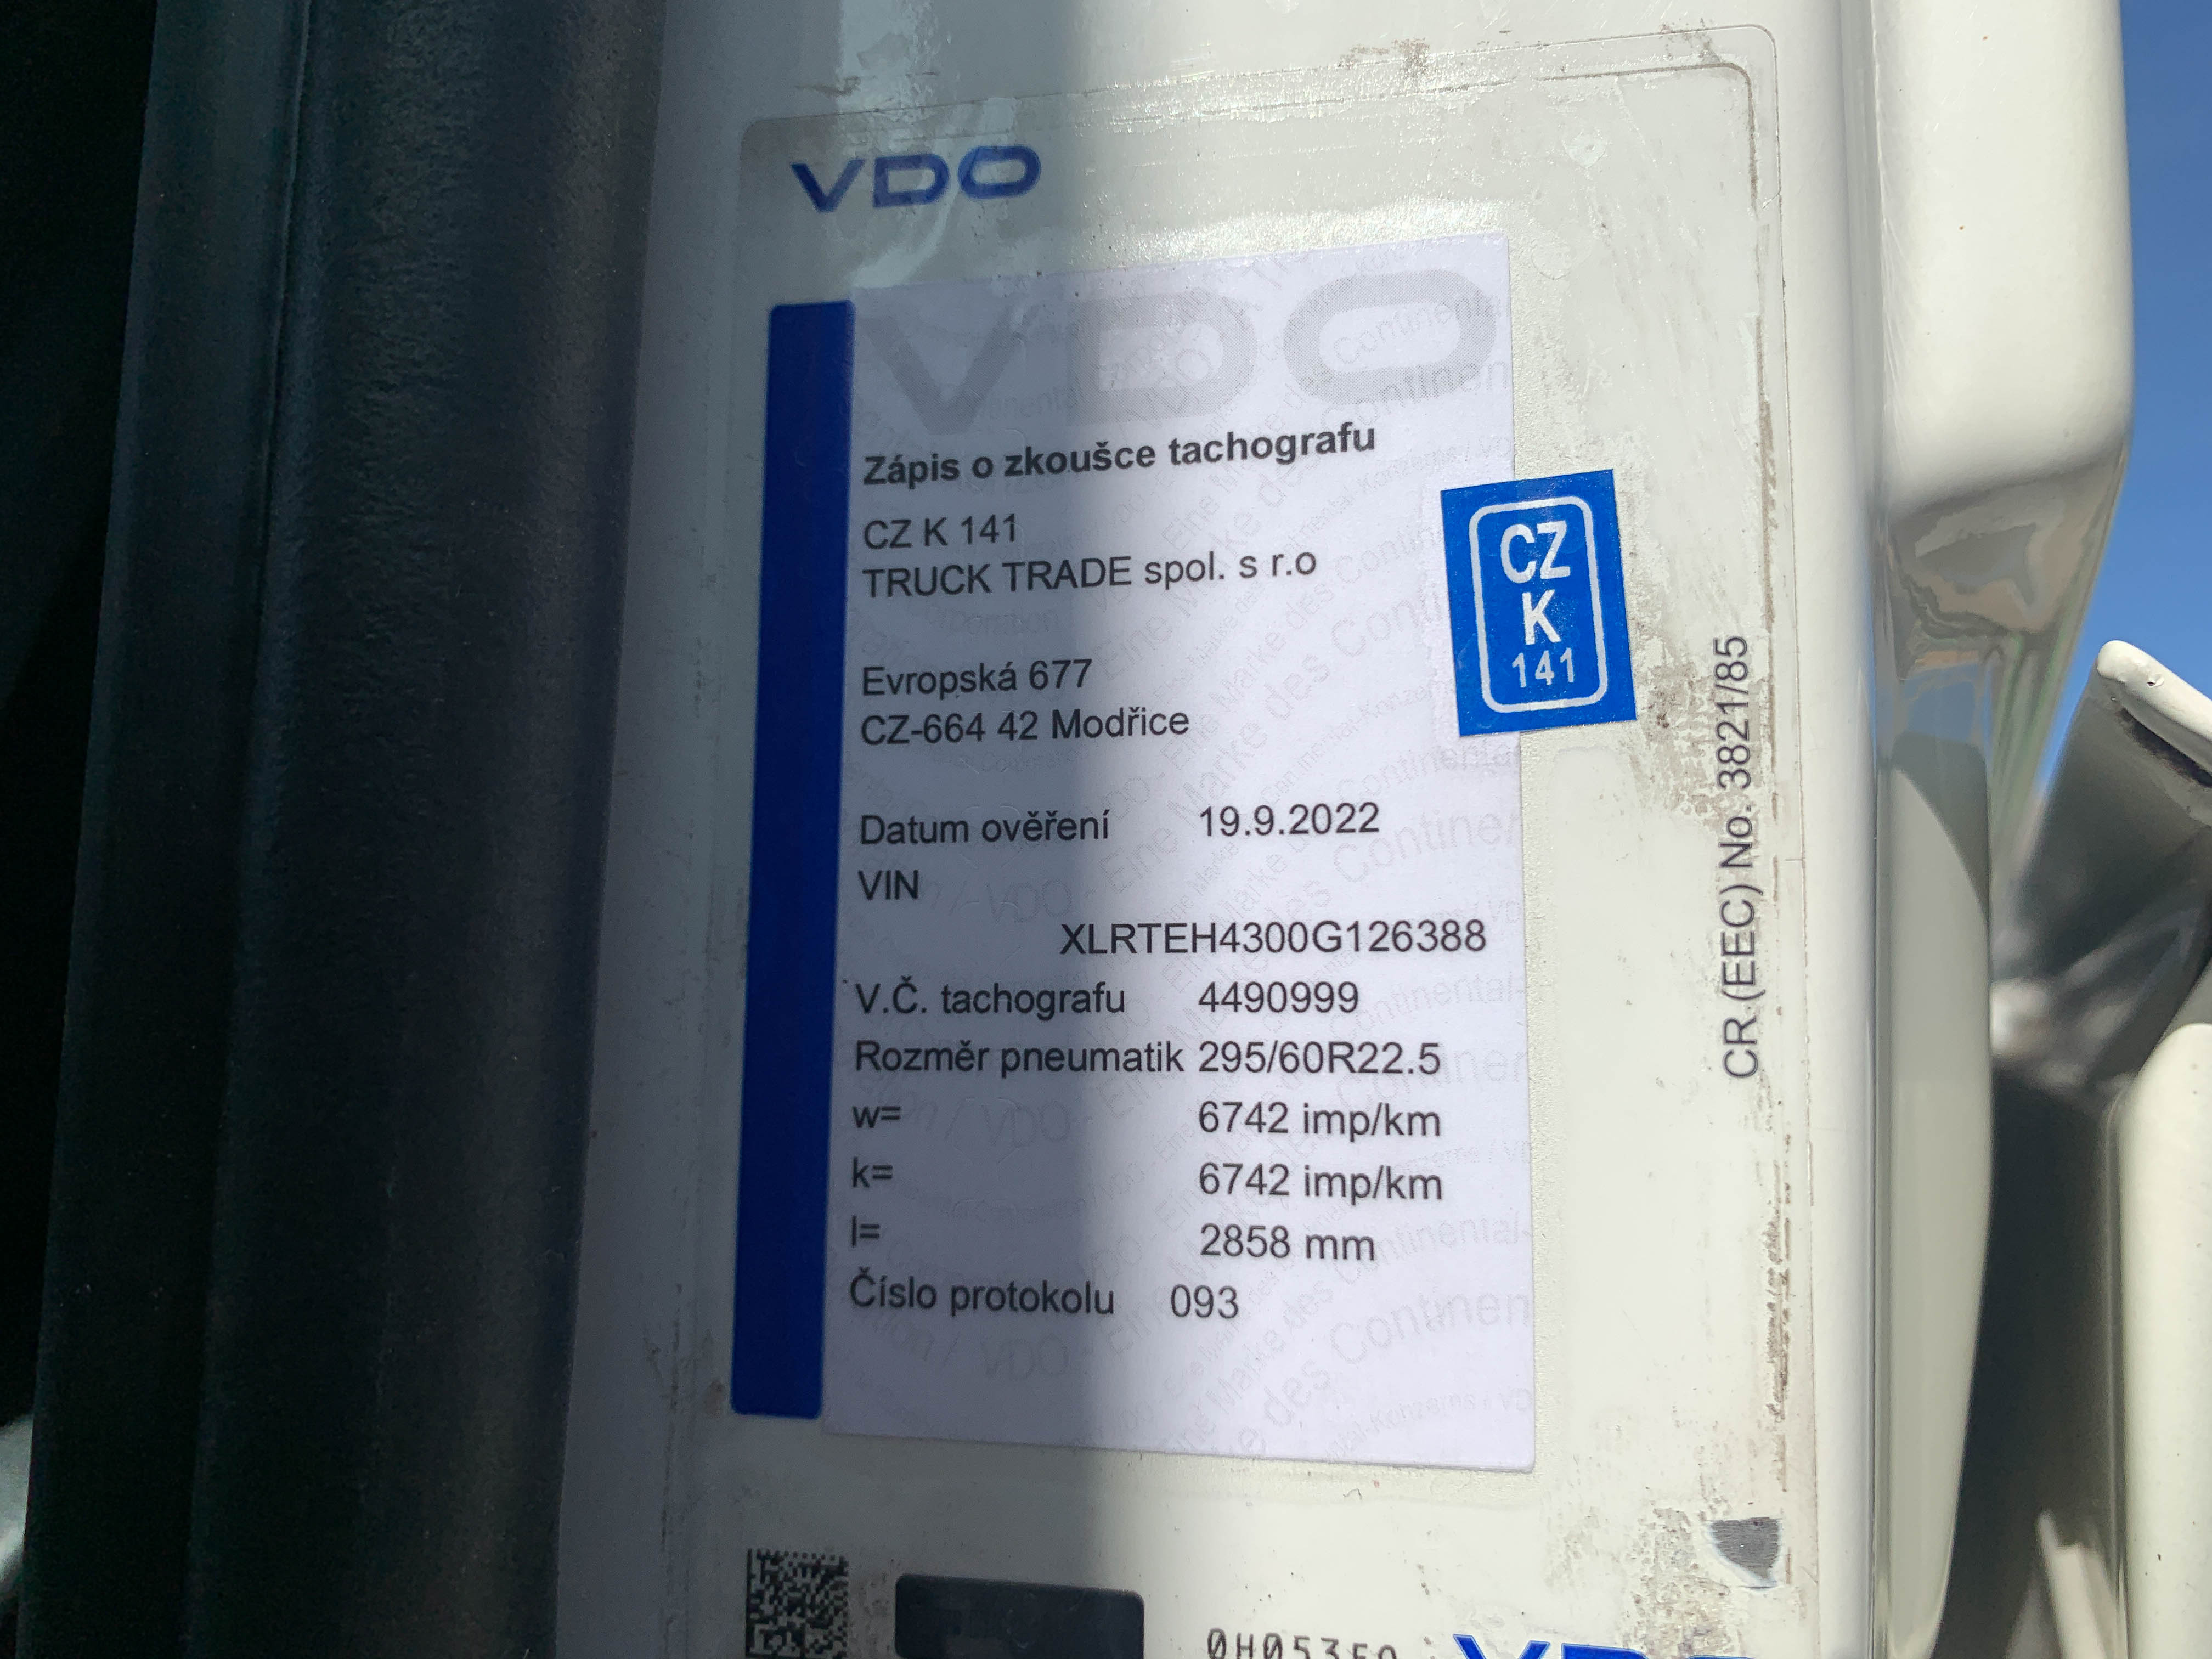 VDO
VDO
Zápis o zkoušce tachografu
CZ K 141
TRUCK TRADE spol. s r.o
Evropská 677
CZ-664 42 Modřice
CZ
K
141
Datum ověření 19.9.2022
VIN
XLRTEH4300G126388
V.Č. tachografu 4490999
Rozměr pneumatik 295/60R22.5
w= 6742 imp/km
k= 6742 imp/km
l= 2858 mm
Číslo protokolu 093
CR (EEC) No. 3821/85